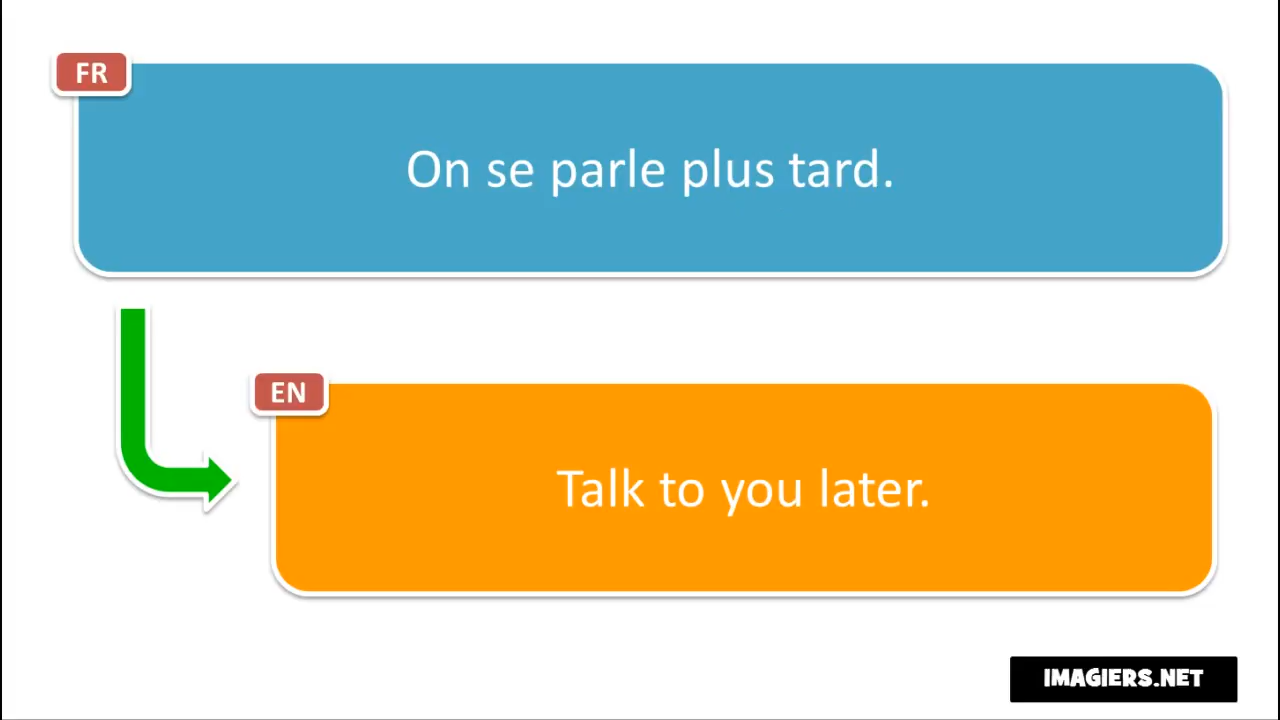 FR
On se parle plus tard.
EN
Talk to you later.
IMAGIERS.NET